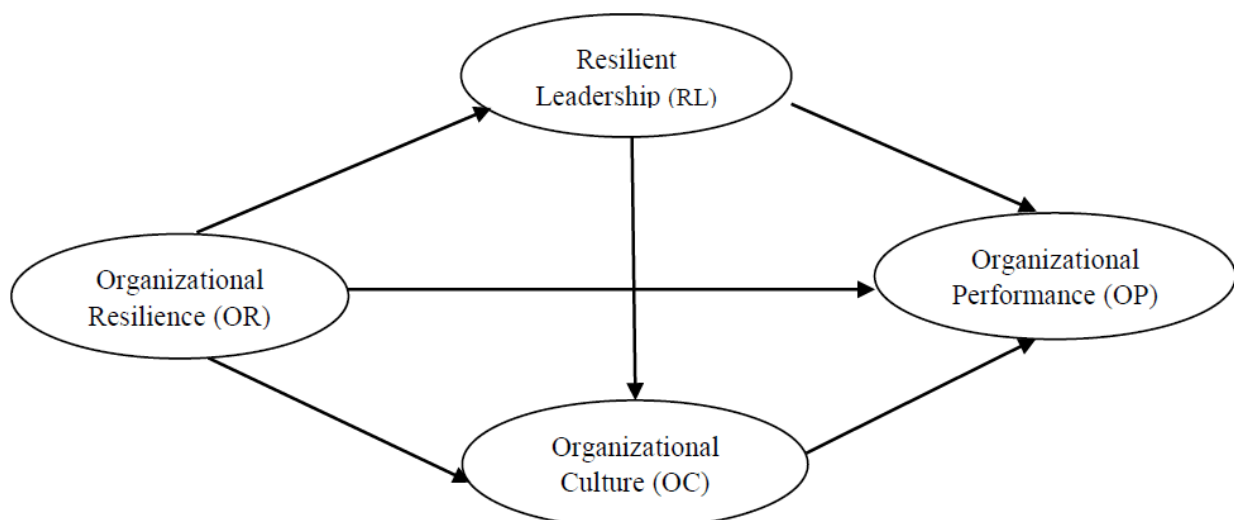 Resilient
Leadership (RL)
Organizational
Resilience (OR)
Organizational
Performance (OP)
Organizational
Culture (OC)